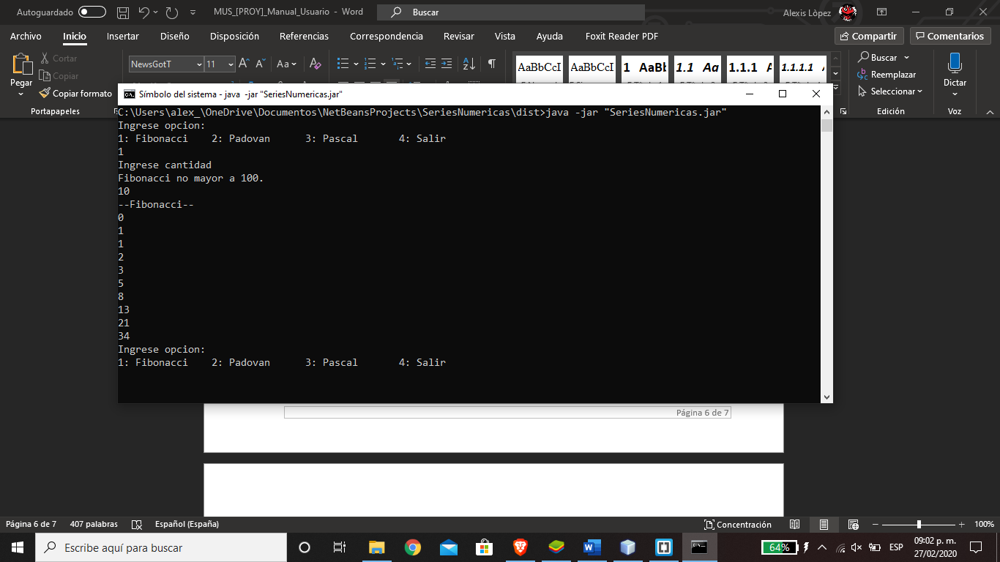 Autoguardado MUS_[PROY]_Manual_Usuario - Word Buscar Alexis Lòpez
Archivo Inicio Insertar Diseño Disposición Referencias Correspondencia Revisar Vista Ayuda Foxit Reader PDF Compartir Comentarios
Pegar
Cortar
Copiar
Copiar formato
Portapapeles
NewsGotT 11
AaBbCcI AaBbCcI 1 AaBb 1.1 Aa 1.1.1 A 1.1.1.1
Buscar
Reemplazar
Seleccionar
Edición
Dictar
Voz
Símbolo del sistema - java -jar "SeriesNumericas.jar"
C:\Users\alex_\OneDrive\Documentos\NetBeansProjects\SeriesNumericas\dist>java -jar "SeriesNumericas.jar"
Ingrese opcion:
1: Fibonacci 2: Padovan 3: Pascal 4: Salir
1
Ingrese cantidad
Fibonacci no mayor a 100.
10
--Fibonacci--
0
1
1
2
3
5
8
13
21
34
Ingrese opcion:
1: Fibonacci 2: Padovan 3: Pascal 4: Salir
Página 6 de 7
Página 6 de 7 407 palabras Español (España) Concentración 100%
Escribe aquí para buscar
64% ESP 09:02 p. m.
27/02/2020